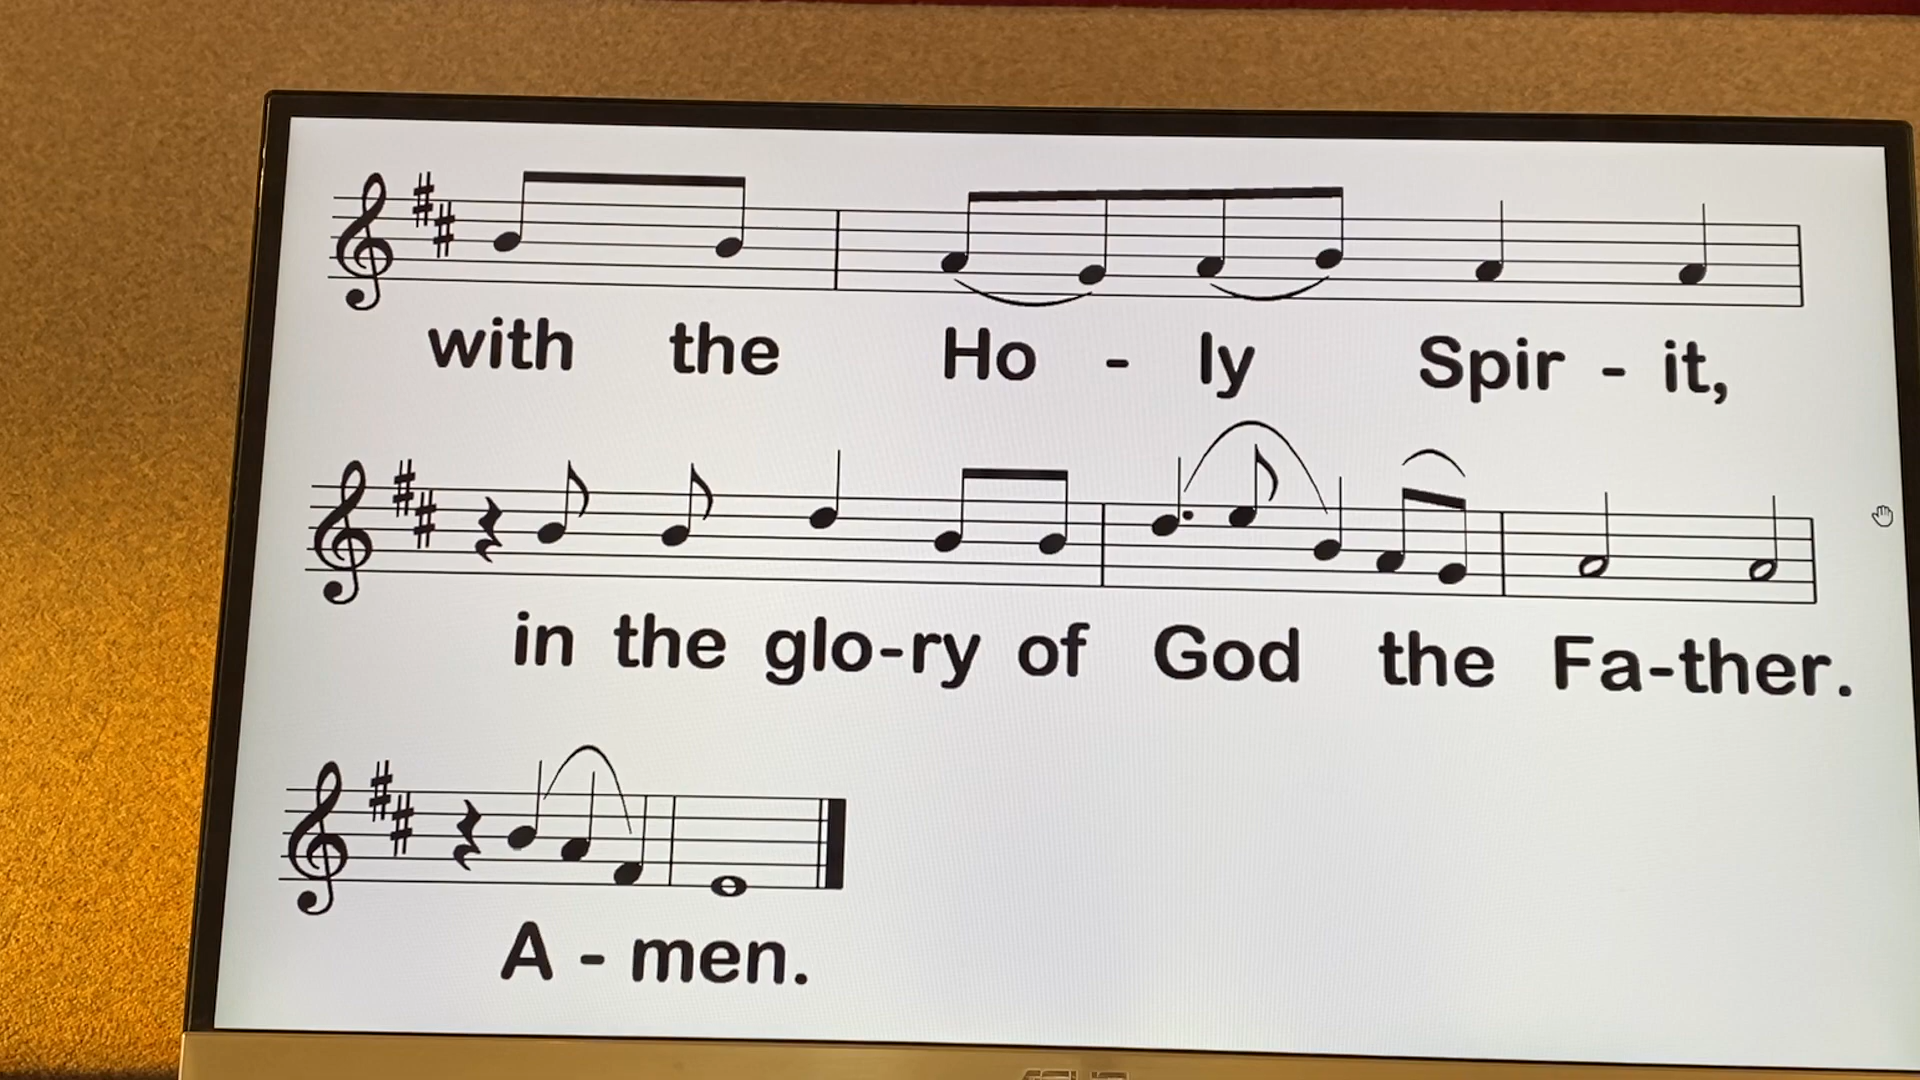 with the Ho - ly Spir - it,
in the glo-ry of God the Fa-ther.
A - men.